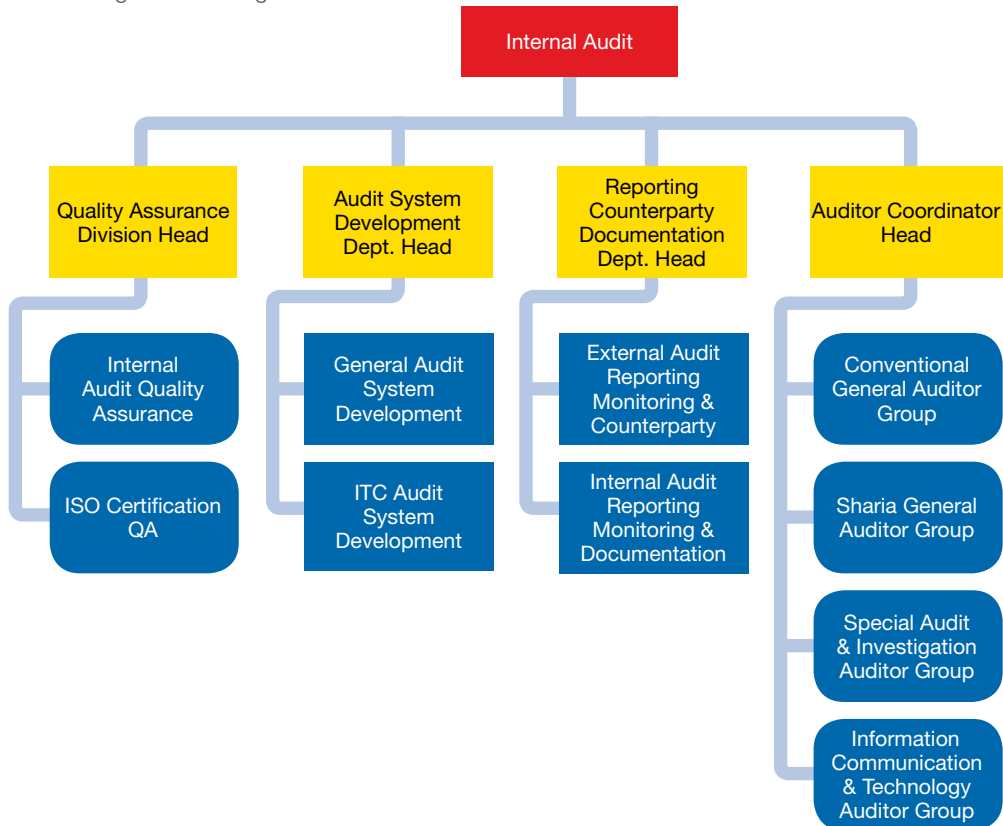 Internal Audit
Quality Assurance
Division Head
Audit System
Development
Dept. Head
Reporting
Counterparty
Documentation
Dept. Head
Auditor Coordinator
Head
Internal
Audit Quality
Assurance
ISO Certification
QA
General Audit
System
Development
ITC Audit
System
Development
External Audit
Reporting
Monitoring &
Counterparty
Internal Audit
Reporting
Monitoring &
Documentation
Conventional
General Auditor
Group
Sharia General
Auditor Group
Special Audit
& Investigation
Auditor Group
Information
Communication
& Technology
Auditor Group